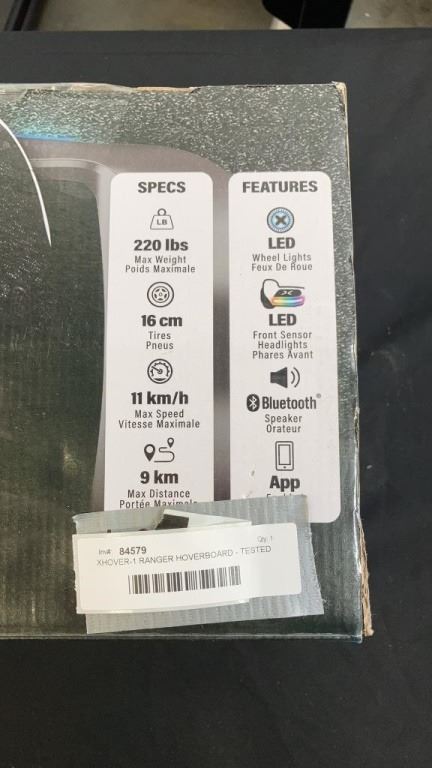 SPECS
LB
220 lbs
Max Weight
Poids Maximale
16 cm
Tires
Pneus
11 km/h
Max Speed
Vitesse Maximale
9 km
Max Distance
Portée Maximale
FEATURES
LED
Wheel Lights
Feux De Roue
LED
Front Sensor
Headlights
Phares Avant
Bluetooth®
Speaker
Orateur
App
Inv#: 84579 Qty: 1
XHOVER-1 RANGER HOVERBOARD - TESTED